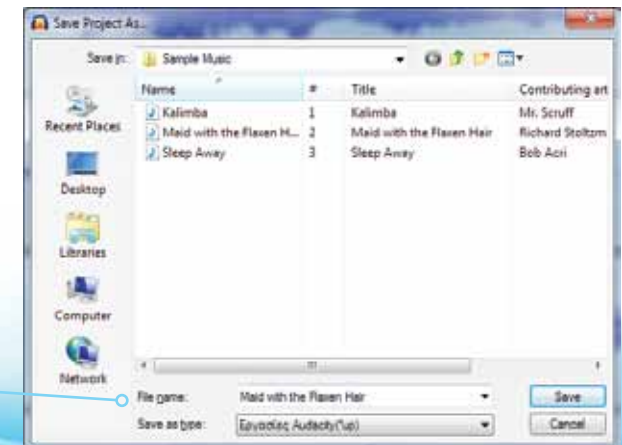 Save Project As...
Save in: Sample Music
Name # Title Contributing art
Kalimba 1 Kalimba Mr. Scruff
Maid with the Flaxen H... 2 Maid with the Flaxen Hair Richard Stoltzm
Sleep Away 3 Sleep Away Bob Acri
Recent Places
Desktop
Libraries
Computer
Network
File name: Maid with the Flaxen Hair Save
Save as type: Εργασίες Audacity(*up) Cancel